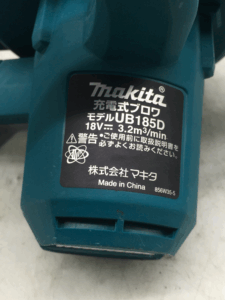 makita
充電式ブロワ
モデルUB185D
18V⎓ 3.2m³/min
⚠警告 •ご使用前に取扱説明書を
必ずよくお読みください。
株式会社マキタ
Made in China